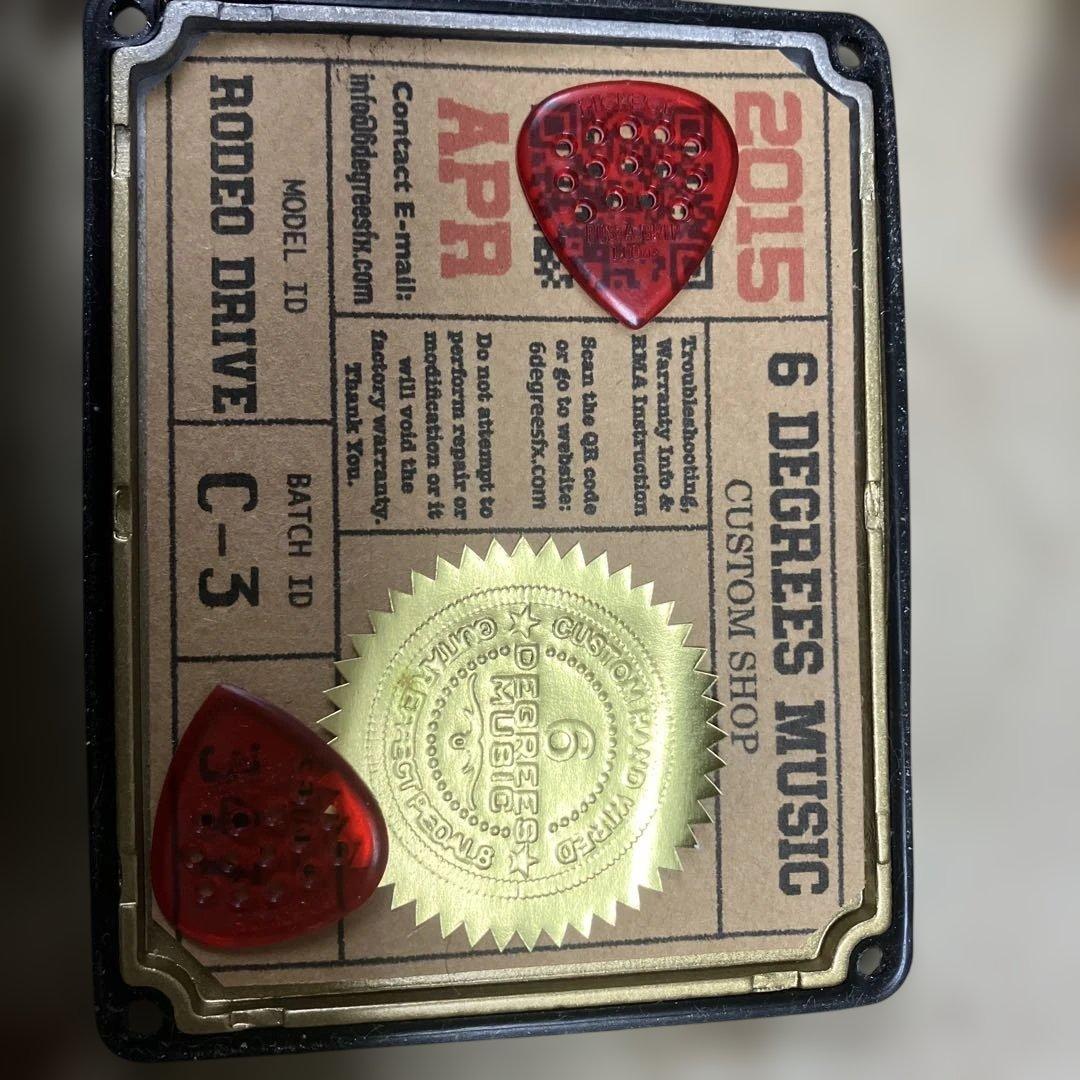 6 DEGREES MUSIC
CUSTOM SHOP
2015
APR
Contact E-mail:
info@6degreesfx.com
Troubleshooting,
Warranty Info &
RMA Instruction
Scan the QR code
or go to website:
6degreesfx.com
Do not attempt to
perform repair or
modification or it
will void the
factory warranty.
Thank You.
CUSTOM HAND WIRED
6
DEGREES
MUSIC
GUITAR EFFECT PEDALS
MODEL ID
RODEO DRIVE
BATCH ID
C-3